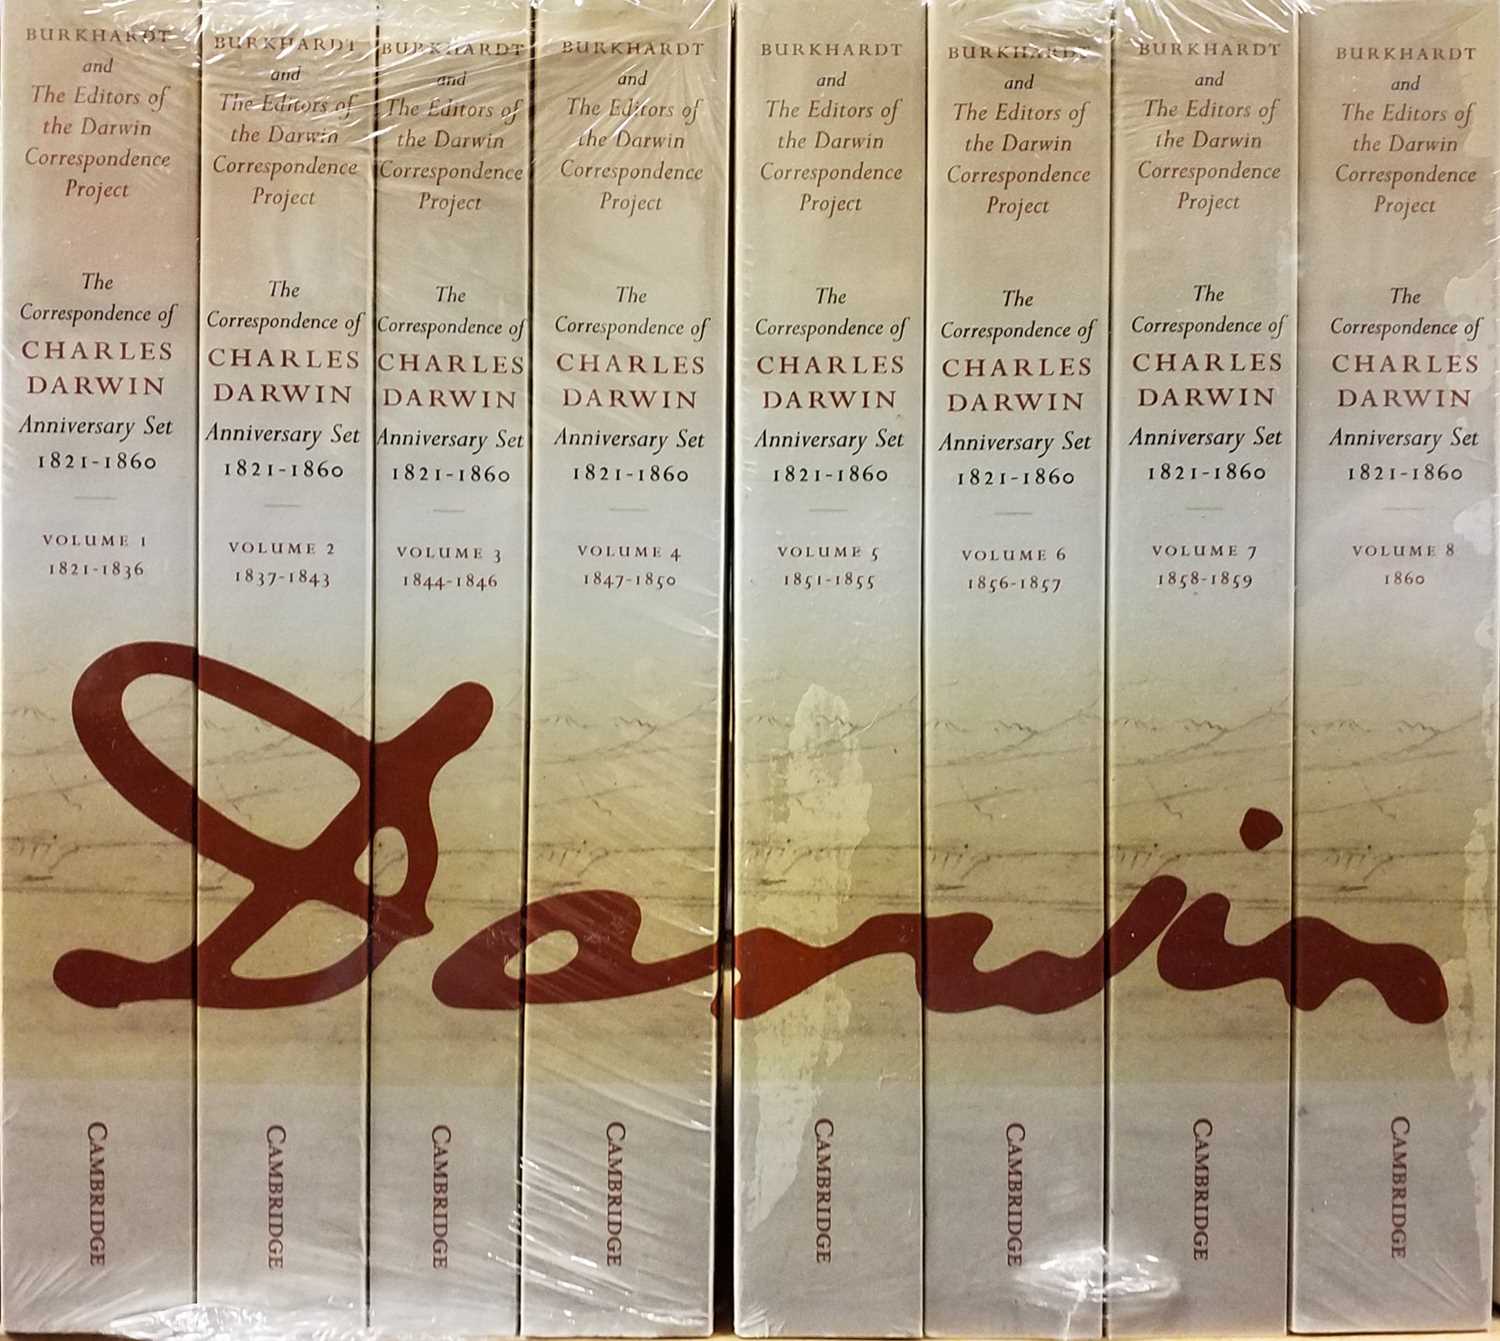 BURKHARDT
and
The Editors of
the Darwin
Correspondence
Project
The
Correspondence of
CHARLES
DARWIN
Anniversary Set
1821-1860
VOLUME 1
1821-1836
CAMBRIDGE
BURKHARDT
and
The Editors of
the Darwin
Correspondence
Project
The
Correspondence of
CHARLES
DARWIN
Anniversary Set
1821-1860
VOLUME 2
1837-1843
CAMBRIDGE
BURKHARDT
and
The Editors of
the Darwin
Correspondence
Project
The
Correspondence of
CHARLES
DARWIN
Anniversary Set
1821-1860
VOLUME 3
1844-1846
CAMBRIDGE
BURKHARDT
and
The Editors of
the Darwin
Correspondence
Project
The
Correspondence of
CHARLES
DARWIN
Anniversary Set
1821-1860
VOLUME 4
1847-1850
CAMBRIDGE
BURKHARDT
and
The Editors of
the Darwin
Correspondence
Project
The
Correspondence of
CHARLES
DARWIN
Anniversary Set
1821-1860
VOLUME 5
1851-1855
CAMBRIDGE
BURKHARDT
and
The Editors of
the Darwin
Correspondence
Project
The
Correspondence of
CHARLES
DARWIN
Anniversary Set
1821-1860
VOLUME 6
1856-1857
CAMBRIDGE
BURKHARDT
and
The Editors of
the Darwin
Correspondence
Project
The
Correspondence of
CHARLES
DARWIN
Anniversary Set
1821-1860
VOLUME 7
1858-1859
CAMBRIDGE
BURKHARDT
and
The Editors of
the Darwin
Correspondence
Project
The
Correspondence of
CHARLES
DARWIN
Anniversary Set
1821-1860
VOLUME 8
1860
CAMBRIDGE
Darwin